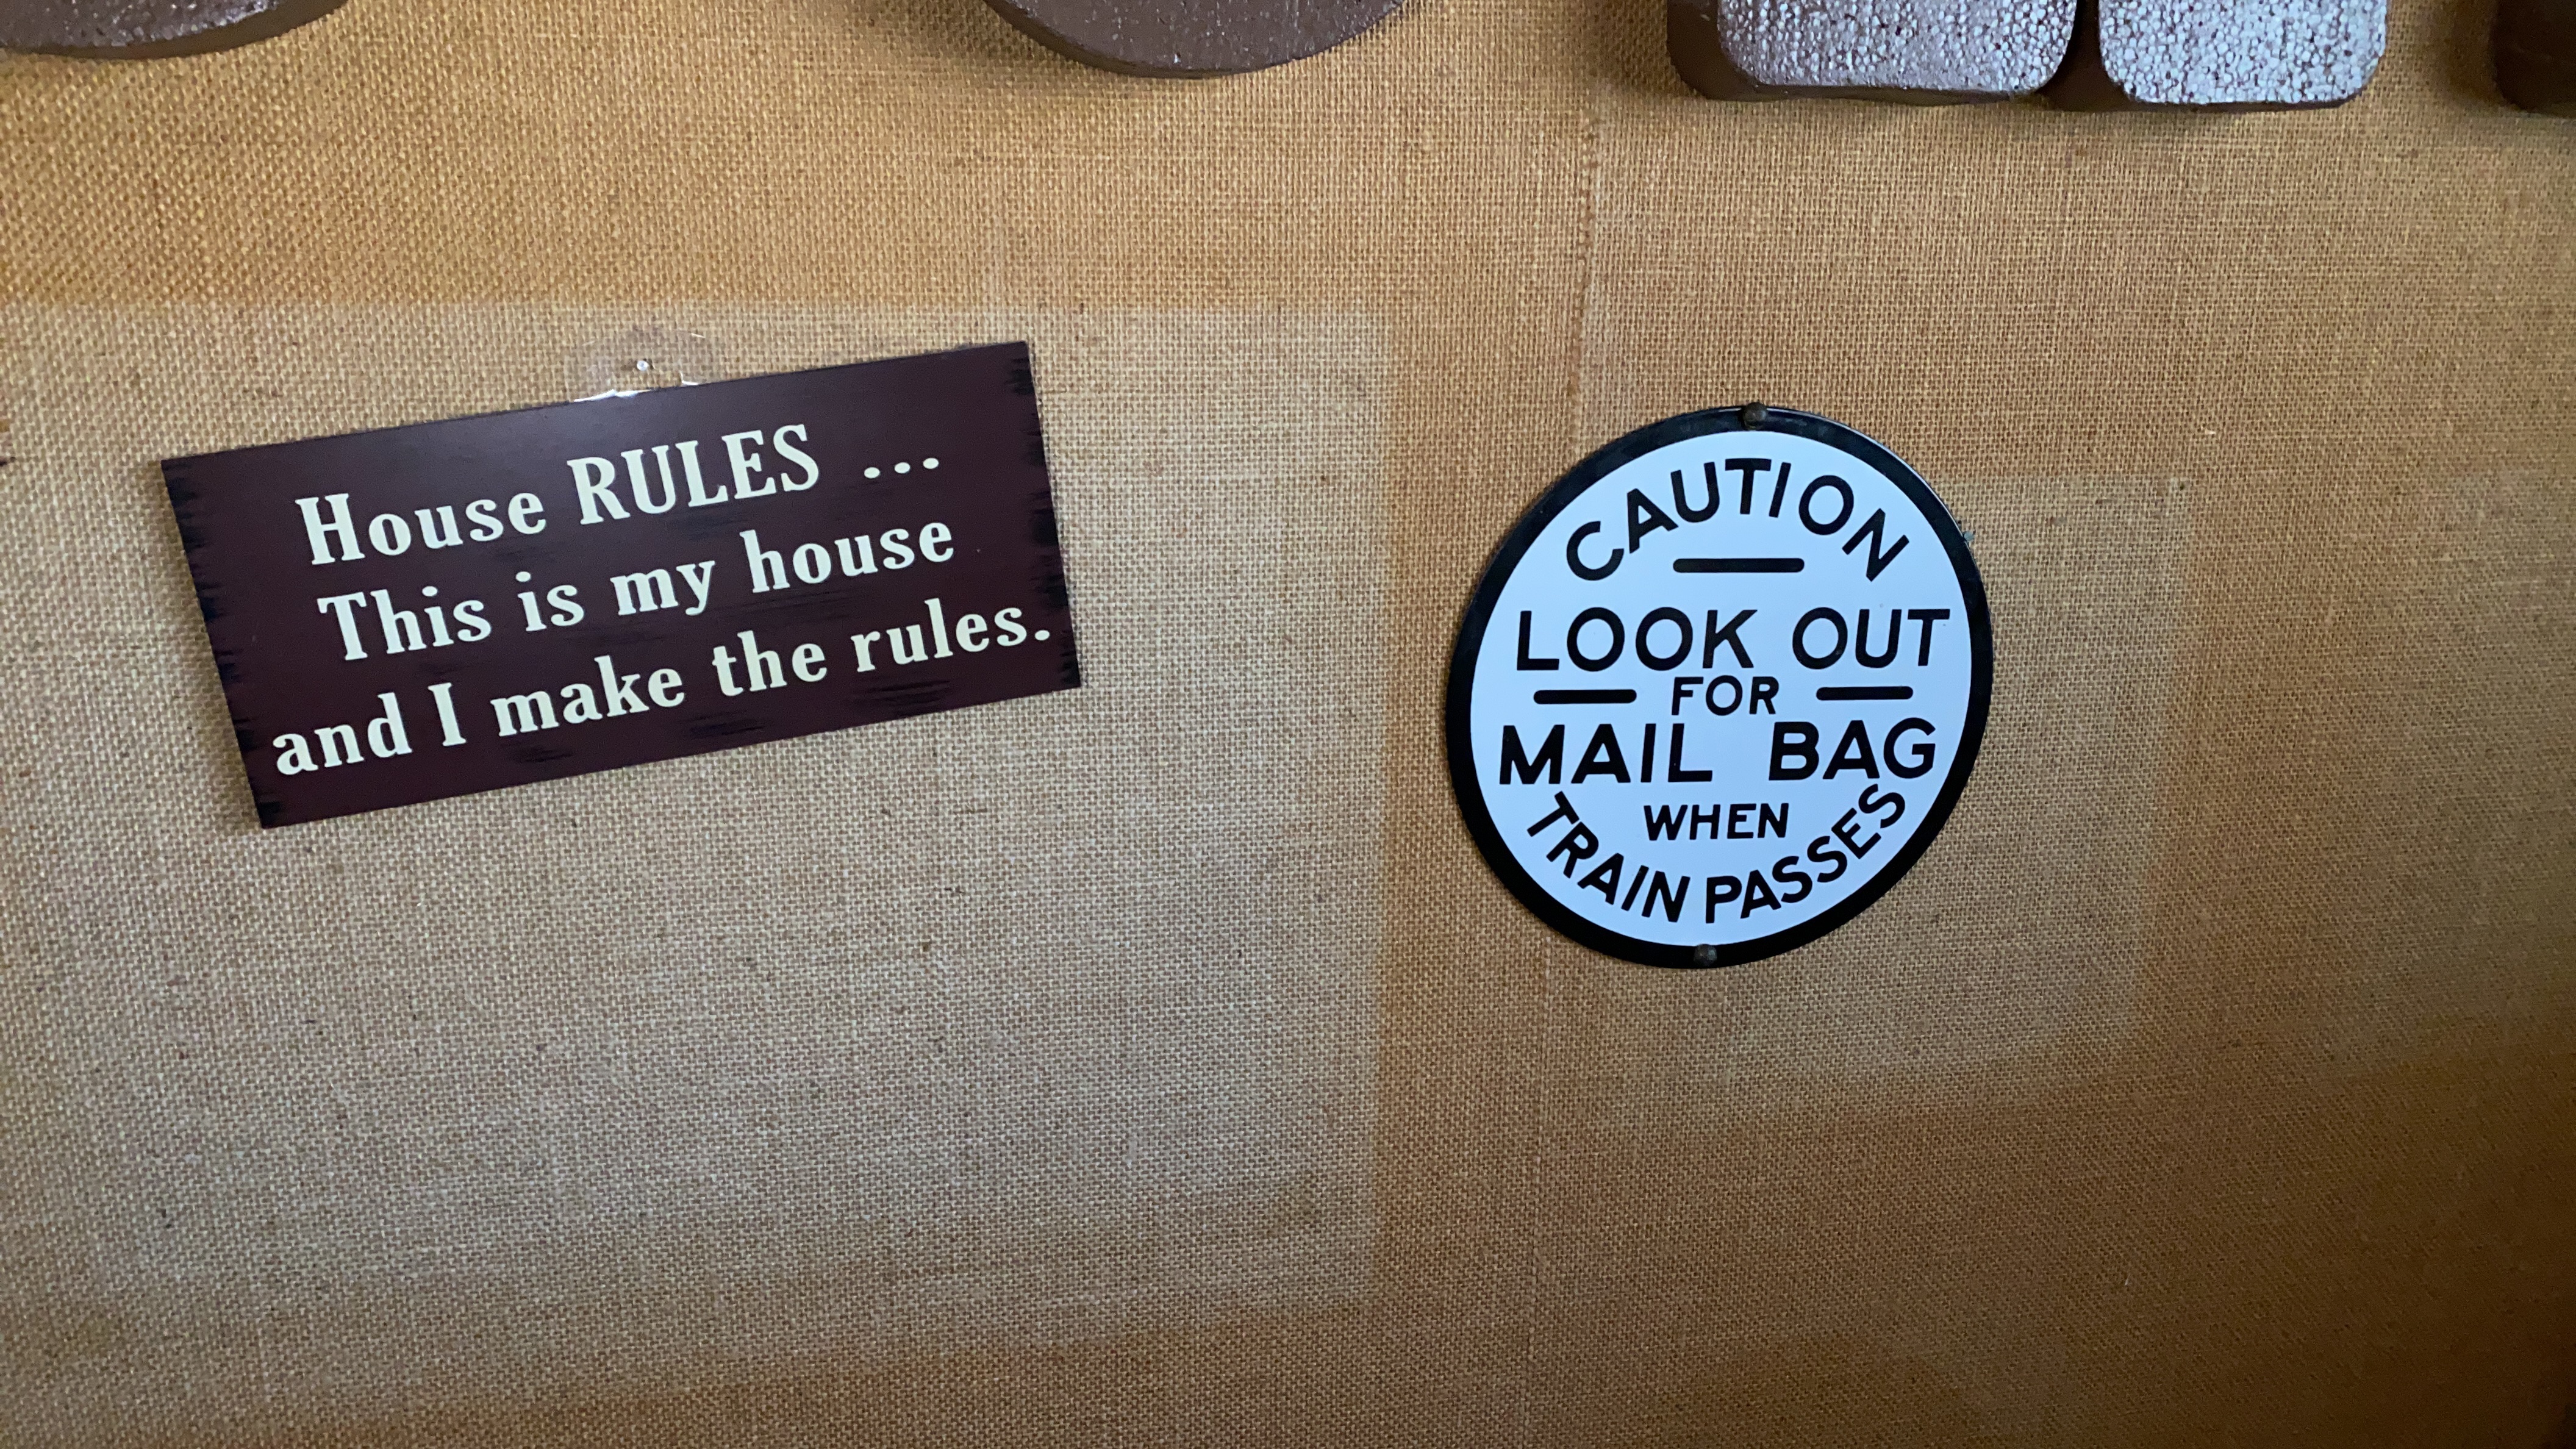 House RULES ...
This is my house
and I make the rules.
CAUTION
LOOK OUT
FOR
MAIL BAG
WHEN
TRAIN PASSES